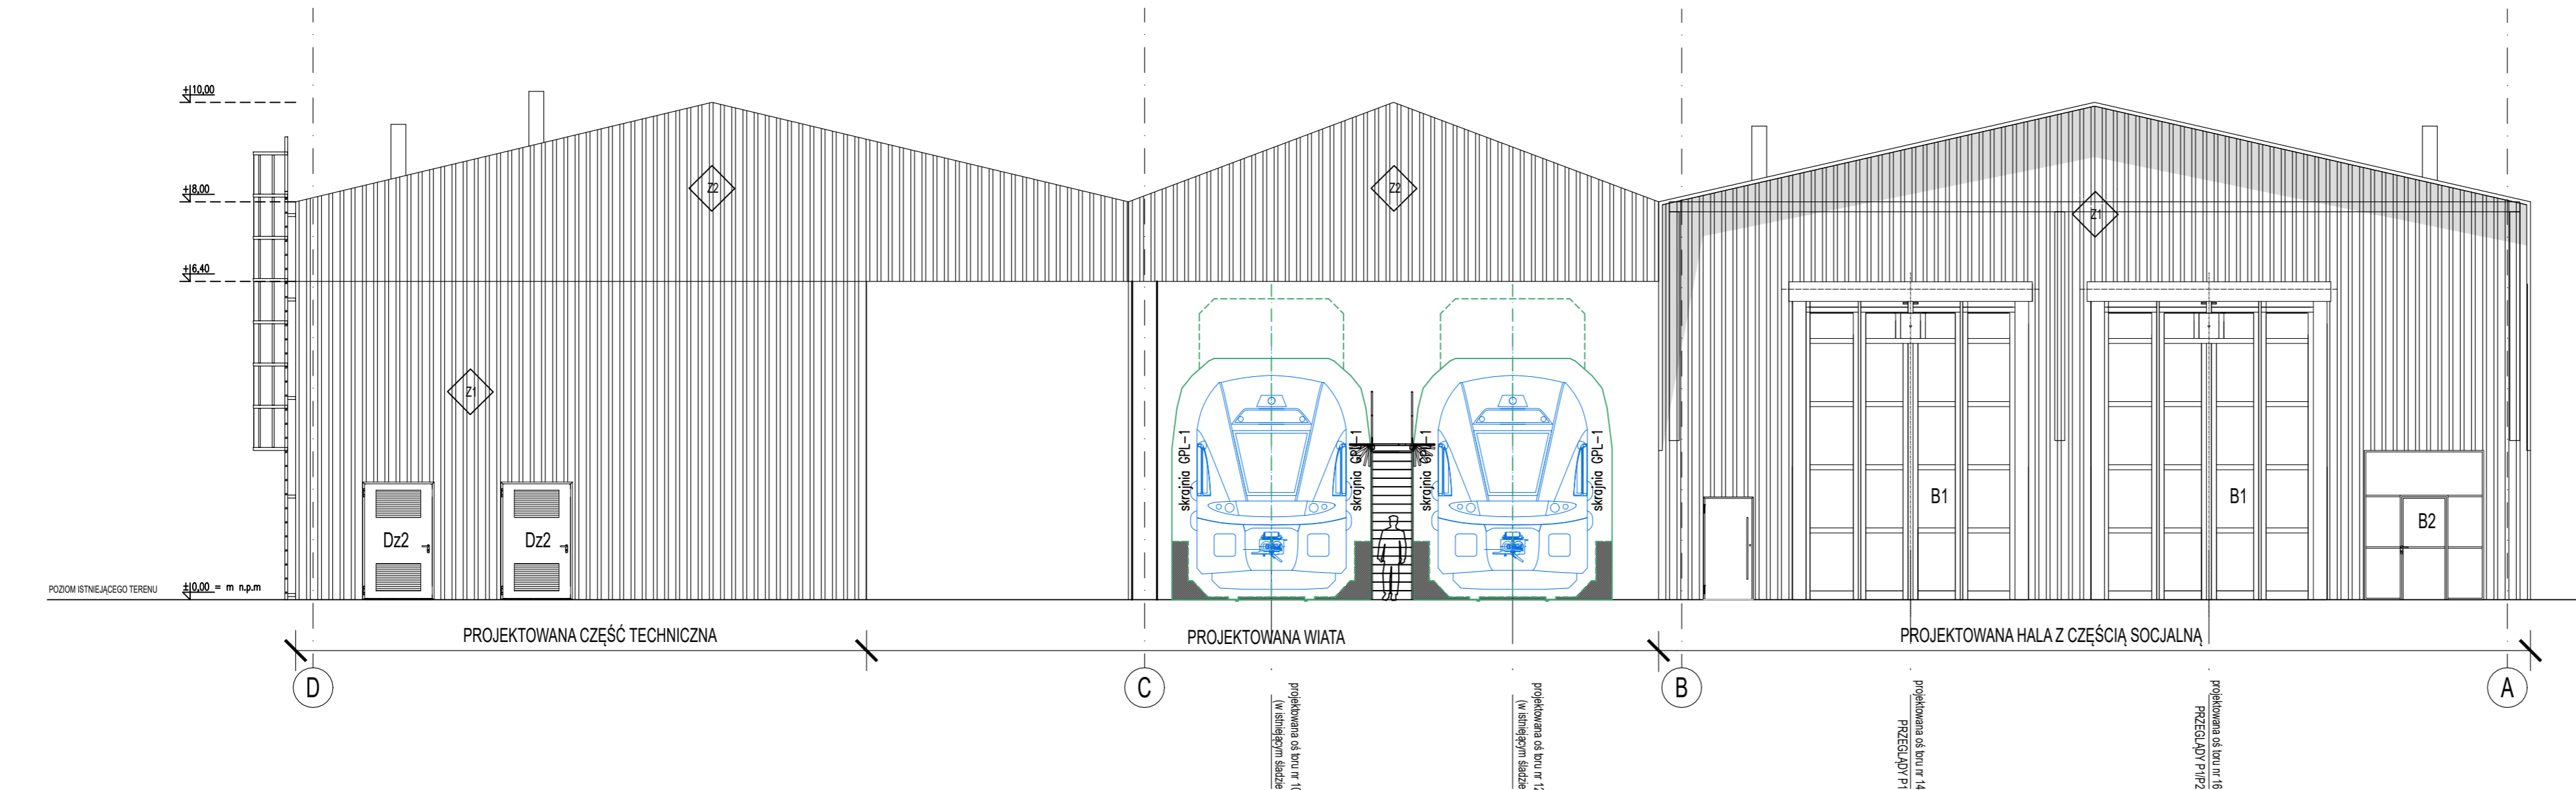 +|10,00
+|8,00
Z2
Z2
Z1
+|6,40
Z1
skrajnia GPL-1
skrajnia GPL-1
skrajnia GPL-1
skrajnia GPL-1
Dz2
Dz2
B1
B1
B2
POZIOM ISTNIEJĄCEGO TERENU
+|0,00 = m n.p.m
PROJEKTOWANA CZĘŚĆ TECHNICZNA
PROJEKTOWANA WIATA
PROJEKTOWANA HALA Z CZĘŚCIĄ SOCJALNĄ
D
C
B
A
projektowana oś toru nr 10
(w istniejącym śladzie
projektowana oś toru nr 12
(w istniejącym śladzie
projektowana oś toru nr 14
PRZEGLĄDY P1
projektowana oś toru nr 16
PRZEGLĄDY P1/P2